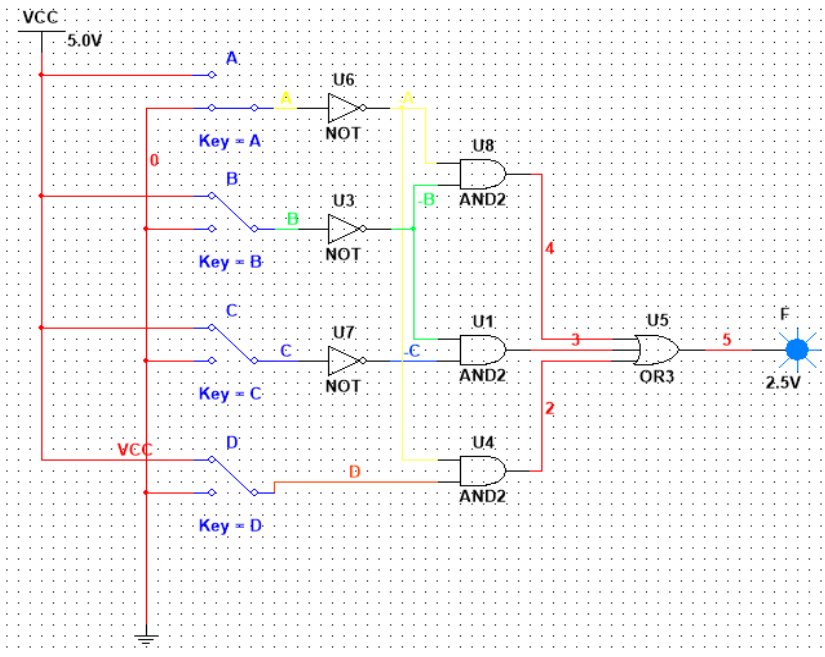 VCC
5.0V
A
U6
A
-A
NOT
Key = A
0
U8
B
U3
B
-B
AND2
NOT
Key = B
4
C
U7
U1
U5
F
C
-C
3
5
NOT
AND2
OR3
2.5V
Key = C
2
D
U4
VCC
D
AND2
Key = D